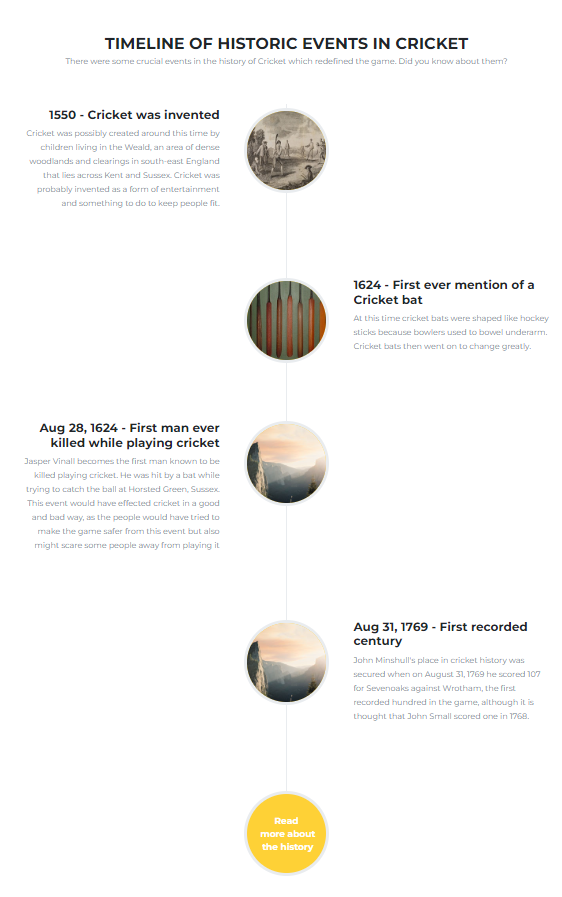 TIMELINE OF HISTORIC EVENTS IN CRICKET
There were some crucial events in the history of Cricket which redefined the game. Did you know about them?
1550 - Cricket was invented
Cricket was possibly created around this time by
children living in the Weald, an area of dense
woodlands and clearings in south-east England
that lies across Kent and Sussex. Cricket was
probably invented as a form of entertainment
and something to do to keep people fit.
1624 - First ever mention of a
Cricket bat
At this time cricket bats were shaped like hockey
sticks because bowlers used to bowel underarm.
Cricket bats then went on to change greatly.
Aug 28, 1624 - First man ever
killed while playing cricket
Jasper Vinall becomes the first man known to be
killed playing cricket. He was hit by a bat while
trying to catch the ball at Horsted Green, Sussex.
This event would have effected cricket in a good
and bad way, as the people would have tried to
make the game safer from this event but also
might scare some people away from playing it
Aug 31, 1769 - First recorded
century
John Minshull's place in cricket history was
secured when on August 31, 1769 he scored 107
for Sevenoaks against Wrotham, the first
recorded hundred in the game, although it is
thought that John Small scored one in 1768.
Read
more about
the history